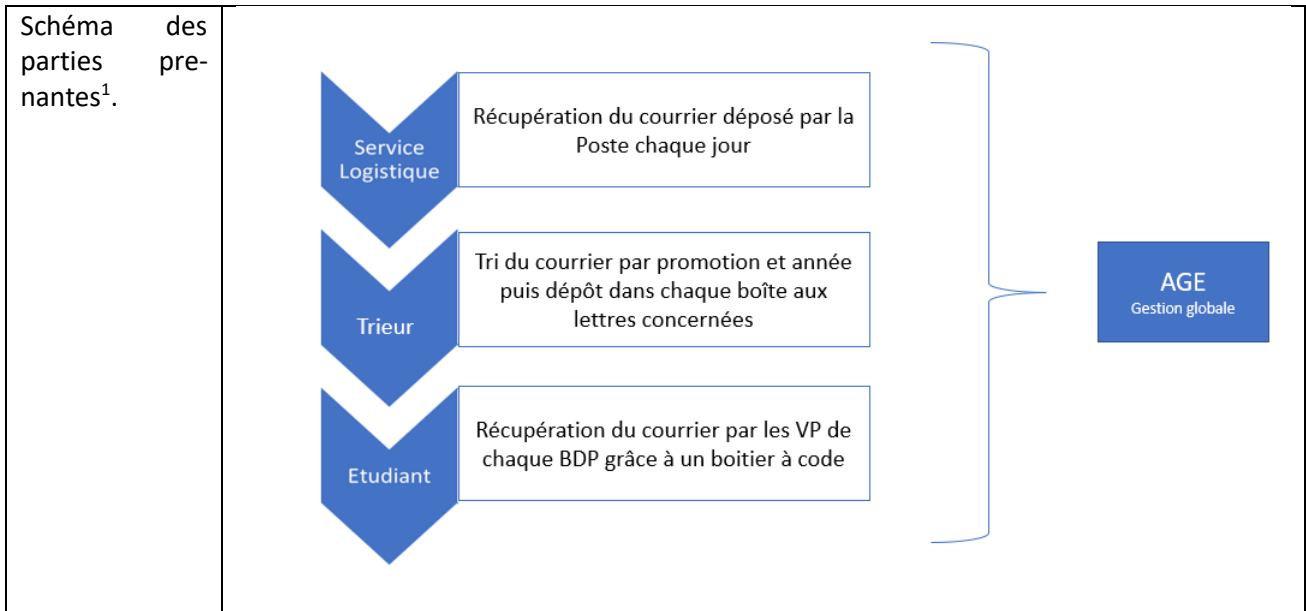 Schéma des
parties pre-
nantes¹.
Service
Logistique
Récupération du courrier déposé par la
Poste chaque jour
Trieur
Tri du courrier par promotion et année
puis dépôt dans chaque boîte aux
lettres concernées
Etudiant
Récupération du courrier par les VP de
chaque BDP grâce à un boitier à code
AGE
Gestion globale